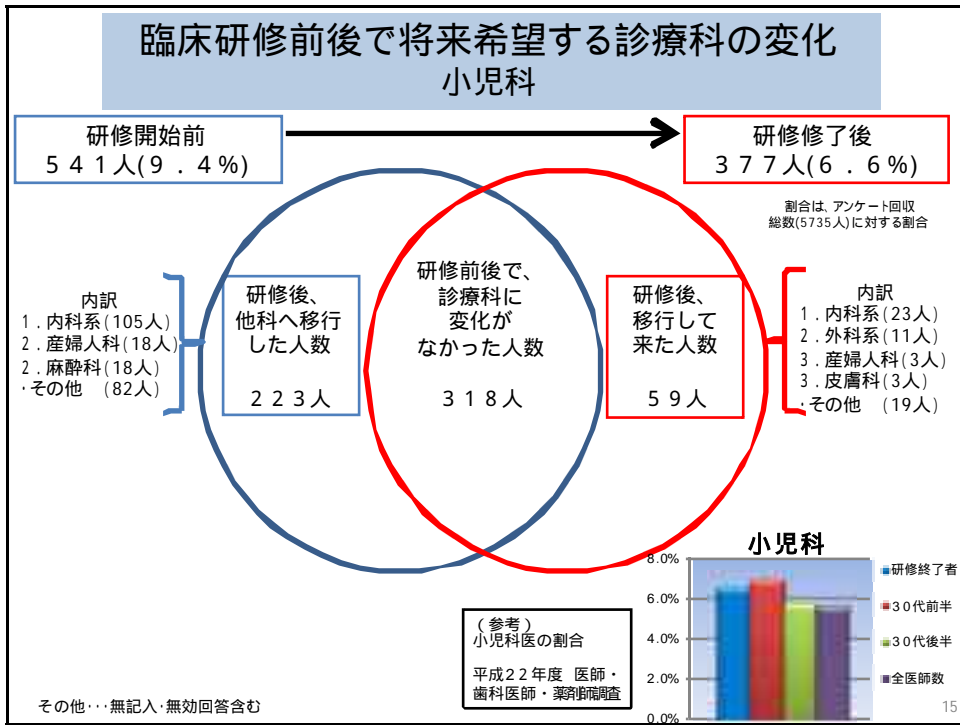 臨床研修前後で将来希望する診療科の変化
小児科
研修開始前
５４１人(９．４%)
研修修了後
３７７人(６．６%)
割合は、アンケート回収
総数(5735人)に対する割合
内訳
1．内科系(105人)
2．産婦人科(18人)
2．麻酔科(18人)
・その他　(82人)
研修後、
他科へ移行
した人数
２２３人
研修前後で、
診療科に
変化が
なかった人数
３１８人
研修後、
移行して
来た人数
５９人
内訳
1．内科系(23人)
2．外科系(11人)
3．産婦人科(3人)
3．皮膚科(3人)
・その他　(19人)
小児科
8.0%
6.0%
4.0%
2.0%
0.0%
研修終了者
３０代前半
３０代後半
全医師数
（参考）
小児科医の割合
平成２２年度 医師・
歯科医師・薬剤師調査
その他･･･無記入・無効回答含む
15